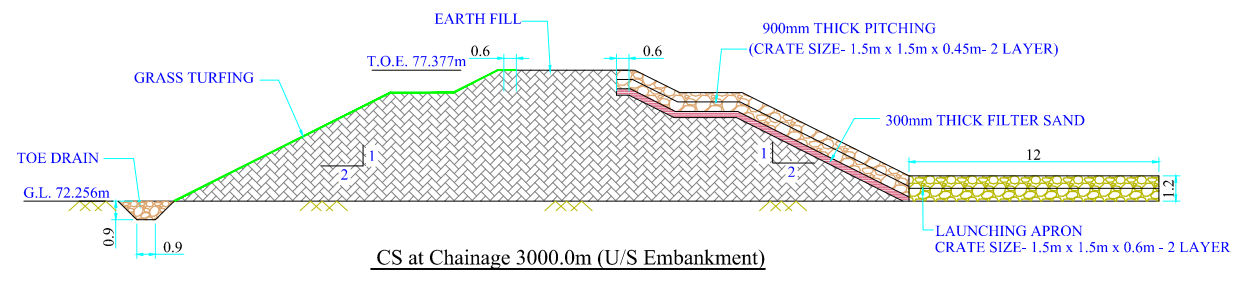 EARTH FILL
900mm THICK PITCHING
(CRATE SIZE- 1.5m x 1.5m x 0.45m- 2 LAYER)
0.6
0.6
T.O.E. 77.377m
GRASS TURFING
300mm THICK FILTER SAND
1
2
1
2
12
TOE DRAIN
G.L. 72.256m
1.2
0.9
0.9
LAUNCHING APRON
CRATE SIZE- 1.5m x 1.5m x 0.6m - 2 LAYER
CS at Chainage 3000.0m (U/S Embankment)